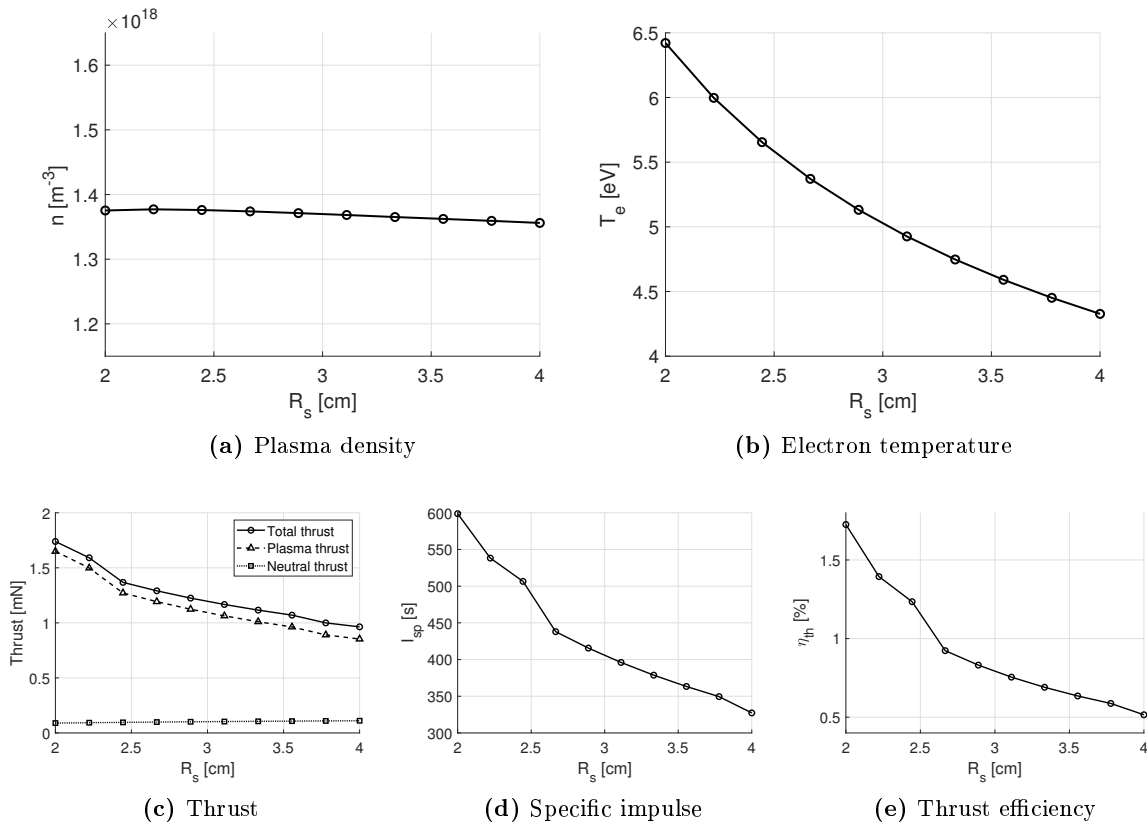 ×10^18
1.6
1.5
1.4
1.3
1.2
n [m^-3]
2 2.5 3 3.5 4
R_s [cm]
(a) Plasma density
6.5
6
5.5
5
4.5
4
T_e [eV]
2 2.5 3 3.5 4
R_s [cm]
(b) Electron temperature
2
1.5
1
0.5
0
Thrust [mN]
Total thrust
Plasma thrust
Neutral thrust
2 2.5 3 3.5 4
R_s [cm]
(c) Thrust
600
550
500
450
400
350
300
I_sp [s]
2 2.5 3 3.5 4
R_s [cm]
(d) Specific impulse
1.5
1
0.5
η_th [%]
2 2.5 3 3.5 4
R_s [cm]
(e) Thrust efficiency